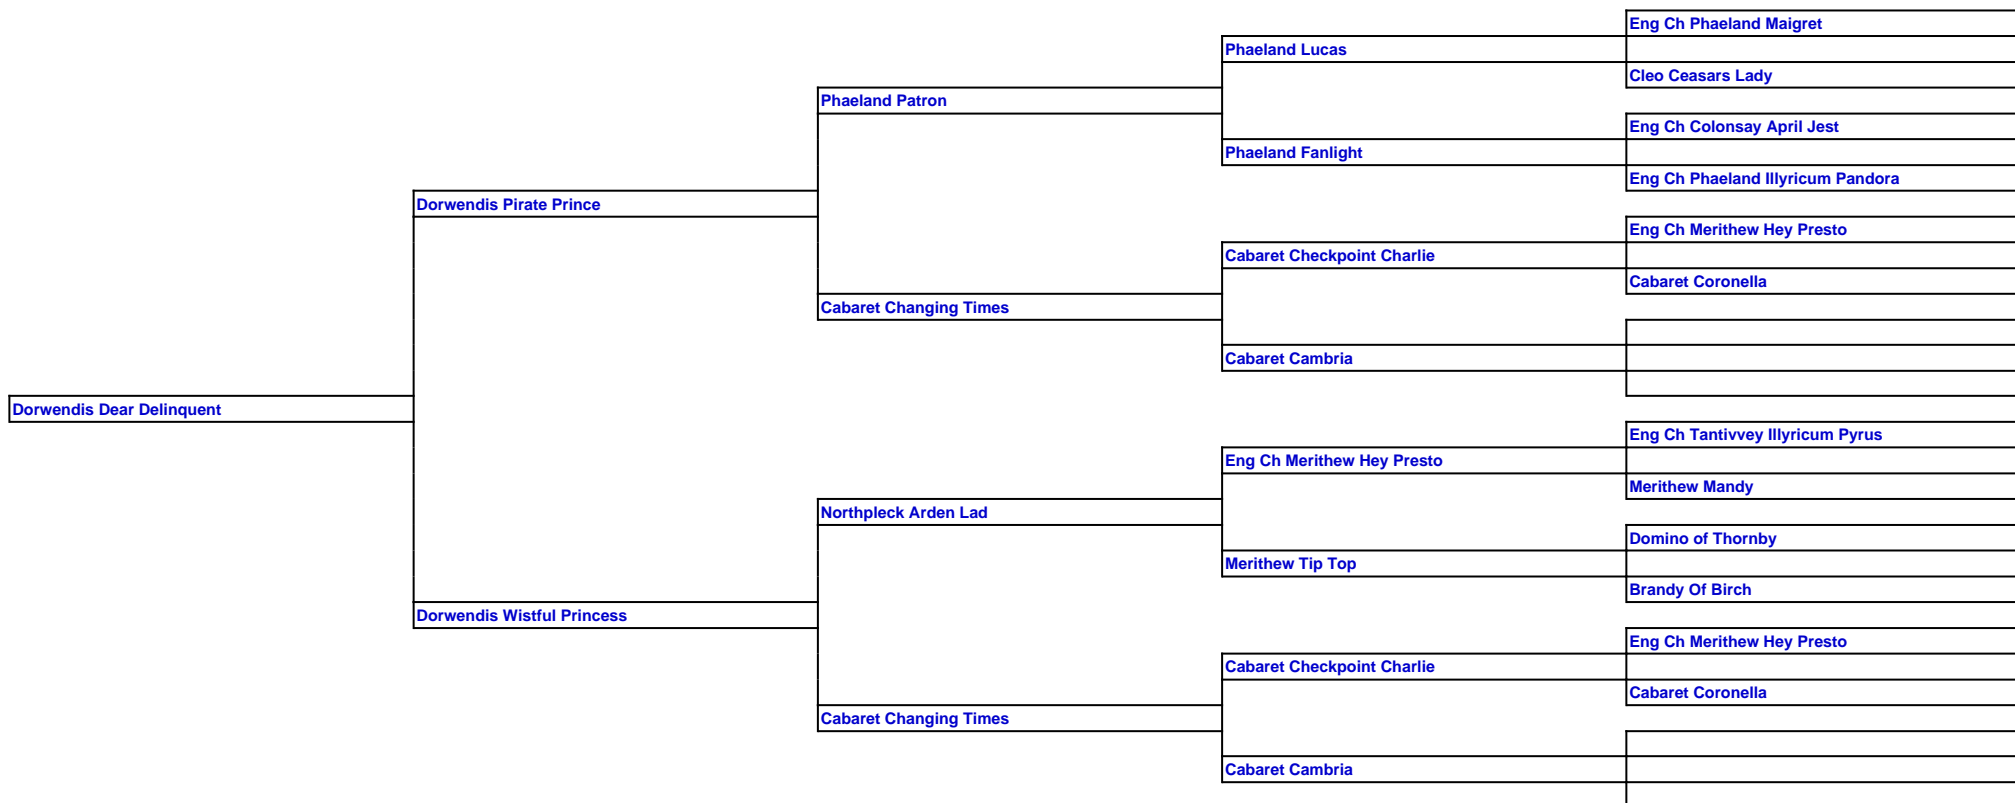 Eng Ch Phaeland Maigret
Phaeland Lucas
Cleo Ceasars Lady
Phaeland Patron
Eng Ch Colonsay April Jest
Phaeland Fanlight
Eng Ch Phaeland Illyricum Pandora
Dorwendis Pirate Prince
Eng Ch Merithew Hey Presto
Cabaret Checkpoint Charlie
Cabaret Coronella
Cabaret Changing Times
Cabaret Cambria
Dorwendis Dear Delinquent
Eng Ch Tantivvey Illyricum Pyrus
Eng Ch Merithew Hey Presto
Merithew Mandy
Northpleck Arden Lad
Domino of Thornby
Merithew Tip Top
Brandy Of Birch
Dorwendis Wistful Princess
Eng Ch Merithew Hey Presto
Cabaret Checkpoint Charlie
Cabaret Coronella
Cabaret Changing Times
Cabaret Cambria